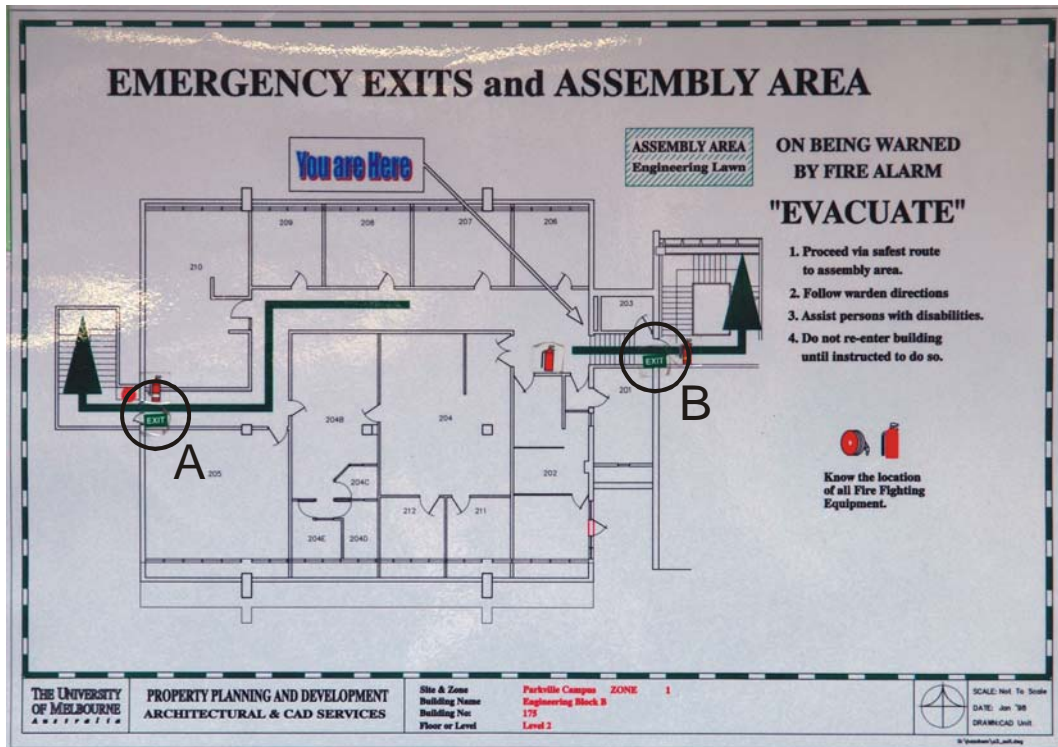 EMERGENCY EXITS and ASSEMBLY AREA
You are Here
ASSEMBLY AREA
Engineering Lawn
ON BEING WARNED
BY FIRE ALARM
"EVACUATE"
1. Proceed via safest route
to assembly area.
2. Follow warden directions
3. Assist persons with disabilities.
4. Do not re-enter building
until instructed to do so.
209
208
207
206
210
203
EXIT
B
201
EXIT
A
204B
204
205
204C
202
212
211
204E
204D
Know the location
of all Fire Fighting
Equipment.
THE UNIVERSITY
OF MELBOURNE
Australia
PROPERTY PLANNING AND DEVELOPMENT
ARCHITECTURAL & CAD SERVICES
Site & Zone Parkville Campus ZONE 1
Building Name Engineering Block B
Building No: 175
Floor or Level Level 2
SCALE: Not To Scale
DATE: Jan '98
DRAWN:CAD Unit